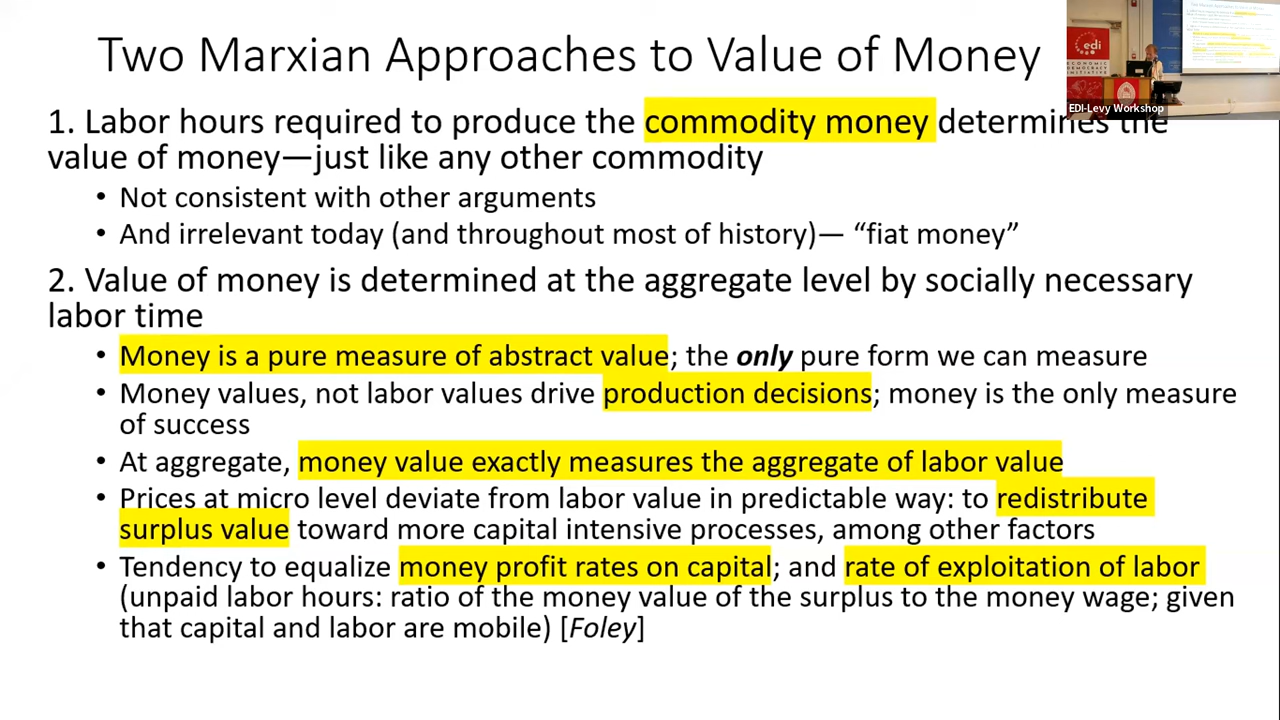 Two Marxian Approaches to Value of Money
1. Labor hours required to produce the commodity money determines the
value of money—just like any other commodity
• Not consistent with other arguments
• And irrelevant today (and throughout most of history)— “fiat money”
2. Value of money is determined at the aggregate level by socially necessary
labor time
• Money is a pure measure of abstract value; the only pure form we can measure
• Money values, not labor values drive production decisions; money is the only measure
of success
• At aggregate, money value exactly measures the aggregate of labor value
• Prices at micro level deviate from labor value in predictable way: to redistribute
surplus value toward more capital intensive processes, among other factors
• Tendency to equalize money profit rates on capital; and rate of exploitation of labor
(unpaid labor hours: ratio of the money value of the surplus to the money wage; given
that capital and labor are mobile) [Foley]
edi
ECONOMIC
DEMOCRACY
INITIATIVE
EDI-Levy Workshop